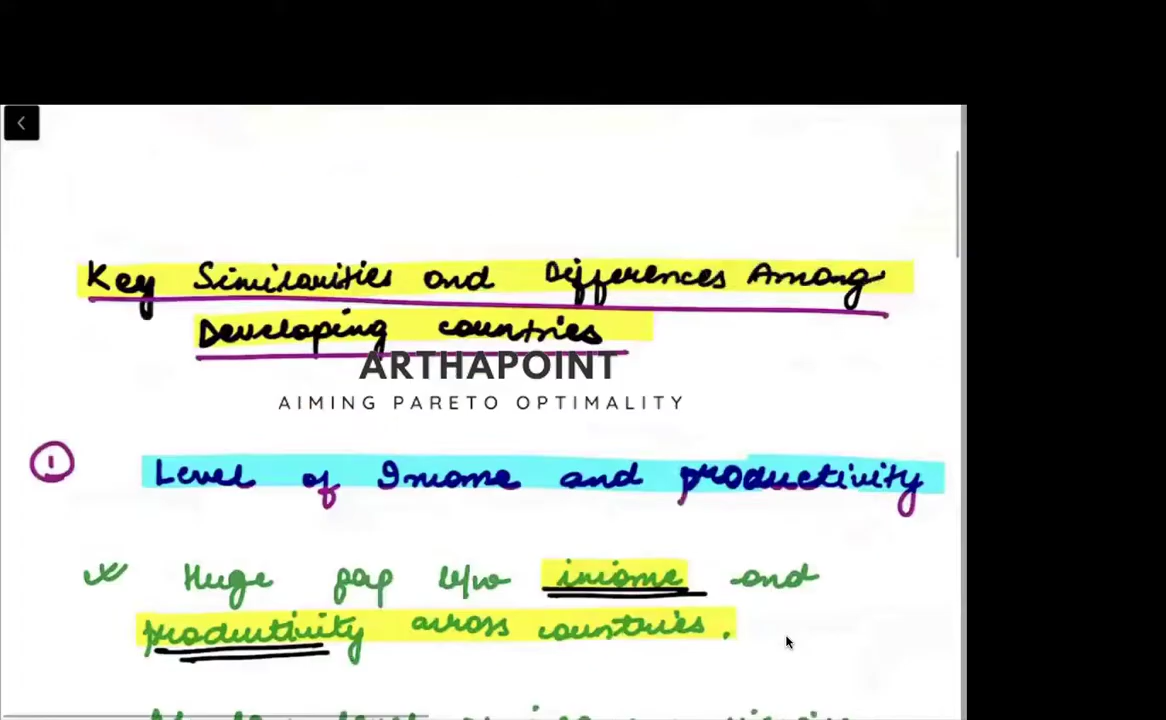 Key Similarities and Differences Among
Developing countries
ARTHAPOINT
AIMING PARETO OPTIMALITY
1 Level of Income and productivity
Huge gap b/w income and
productivity across countries.